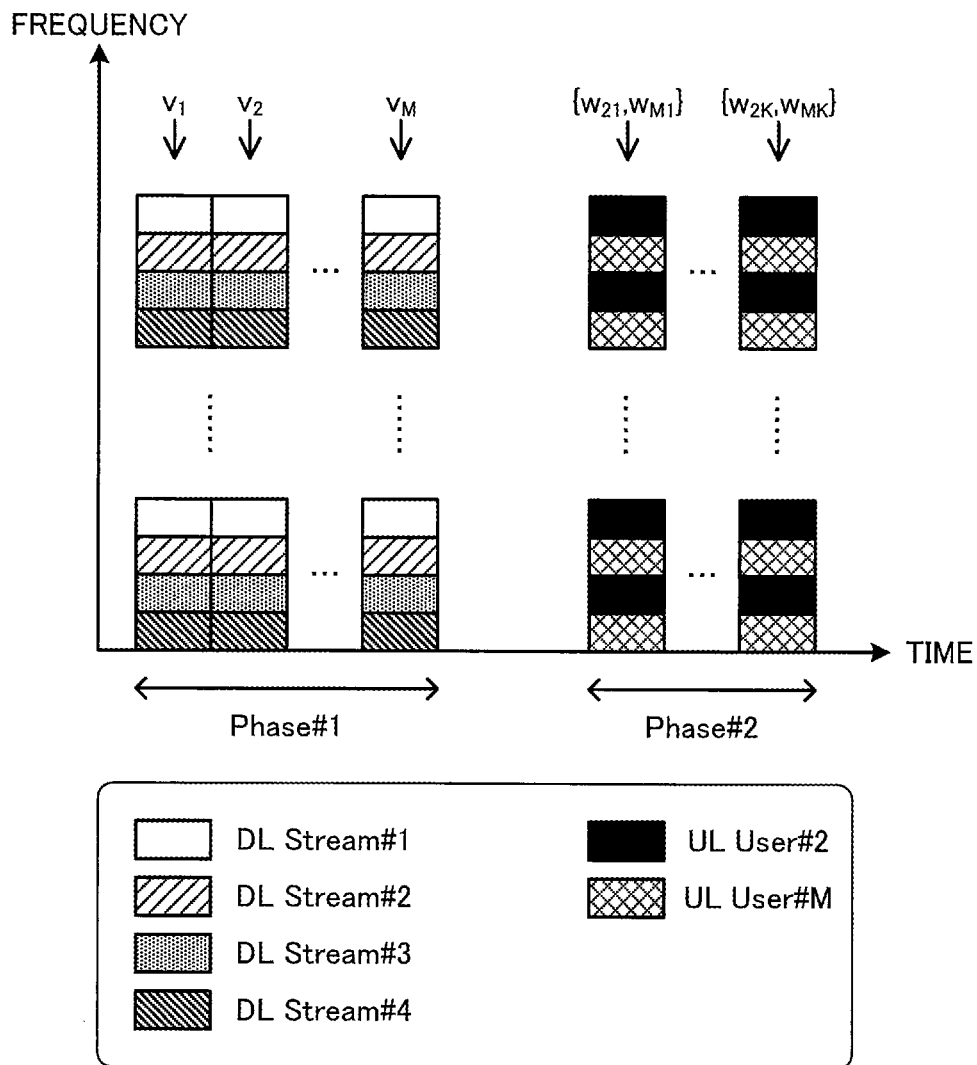 FREQUENCY
v1 v2 vM {w21,wM1} {w2K,wMK}
... ...
... ...
TIME
Phase#1 Phase#2
DL Stream#1 UL User#2
DL Stream#2 UL User#M
DL Stream#3
DL Stream#4